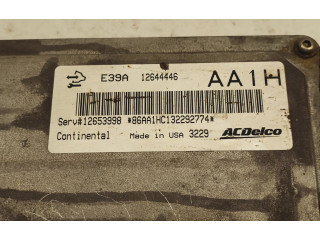 E39A 12644446 AA1H
Serv#12653998 *86AA1HC132292774*
Continental Made in USA 3229 ACDelco